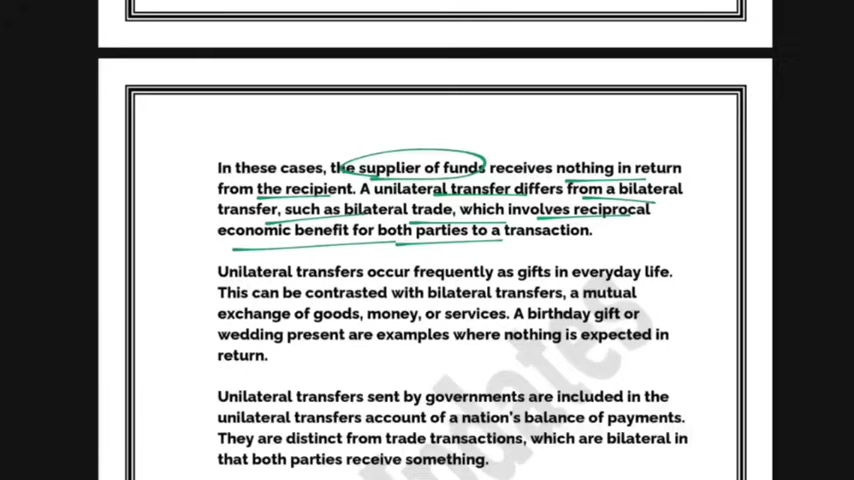 In these cases, the supplier of funds receives nothing in return
from the recipient. A unilateral transfer differs from a bilateral
transfer, such as bilateral trade, which involves reciprocal
economic benefit for both parties to a transaction.
Unilateral transfers occur frequently as gifts in everyday life.
This can be contrasted with bilateral transfers, a mutual
exchange of goods, money, or services. A birthday gift or
wedding present are examples where nothing is expected in
return.
Unilateral transfers sent by governments are included in the
unilateral transfers account of a nation's balance of payments.
They are distinct from trade transactions, which are bilateral in
that both parties receive something.